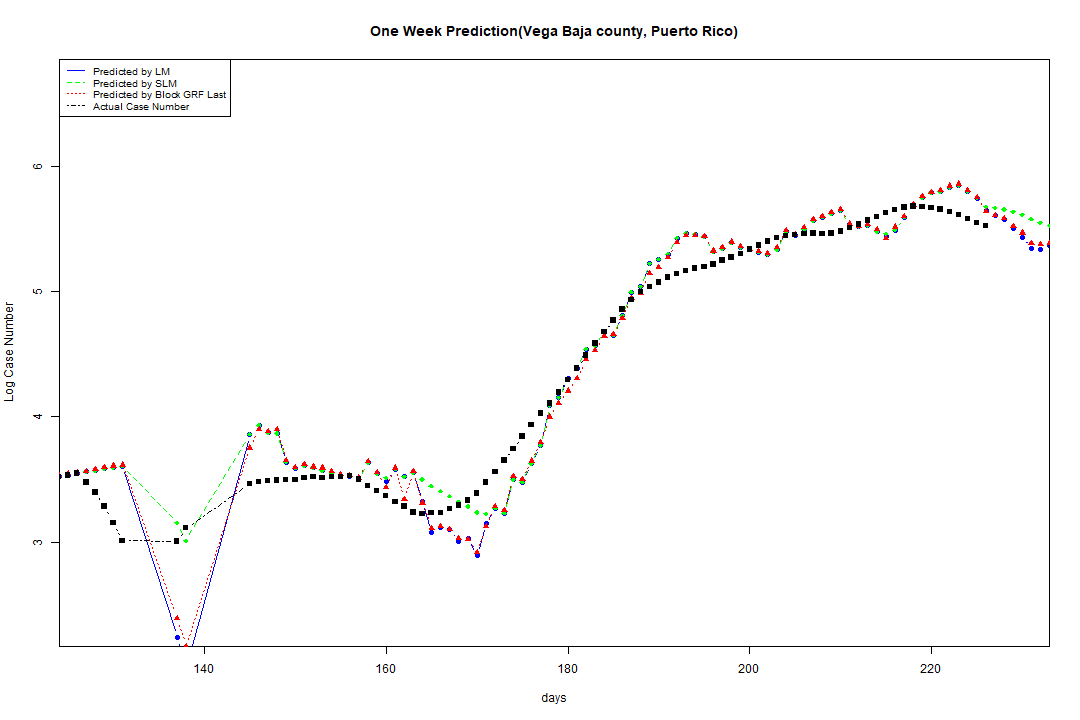 One Week Prediction(Vega Baja county, Puerto Rico)
Predicted by LM
Predicted by SLM
Predicted by Block GRF Last
Actual Case Number
6
5
4
3
Log Case Number
140 160 180 200 220
days